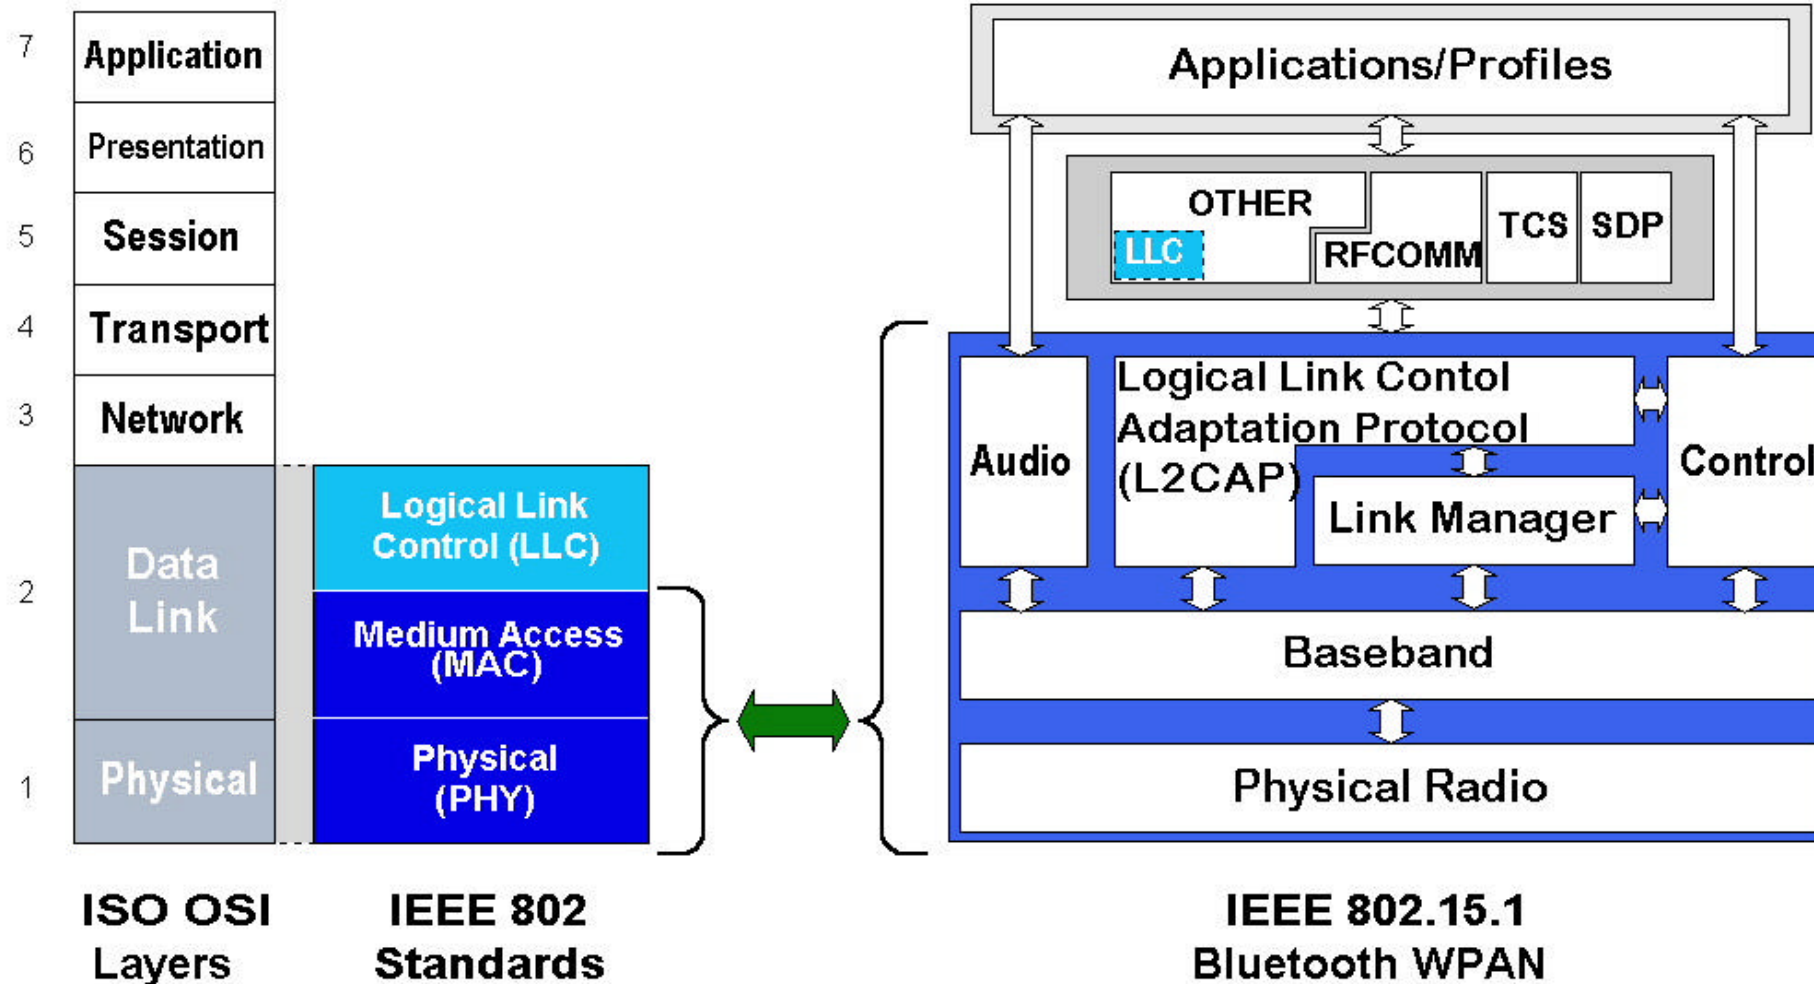 7
Application
6
Presentation
5
Session
4
Transport
3
Network
2
Data
Link
1
Physical
ISO OSI
Layers
Logical Link
Control (LLC)
Medium Access
(MAC)
Physical
(PHY)
IEEE 802
Standards
Applications/Profiles
OTHER
LLC
RFCOMM
TCS
SDP
Audio
Logical Link Contol
Adaptation Protocol
(L2CAP)
Link Manager
Control
Baseband
Physical Radio
IEEE 802.15.1
Bluetooth WPAN